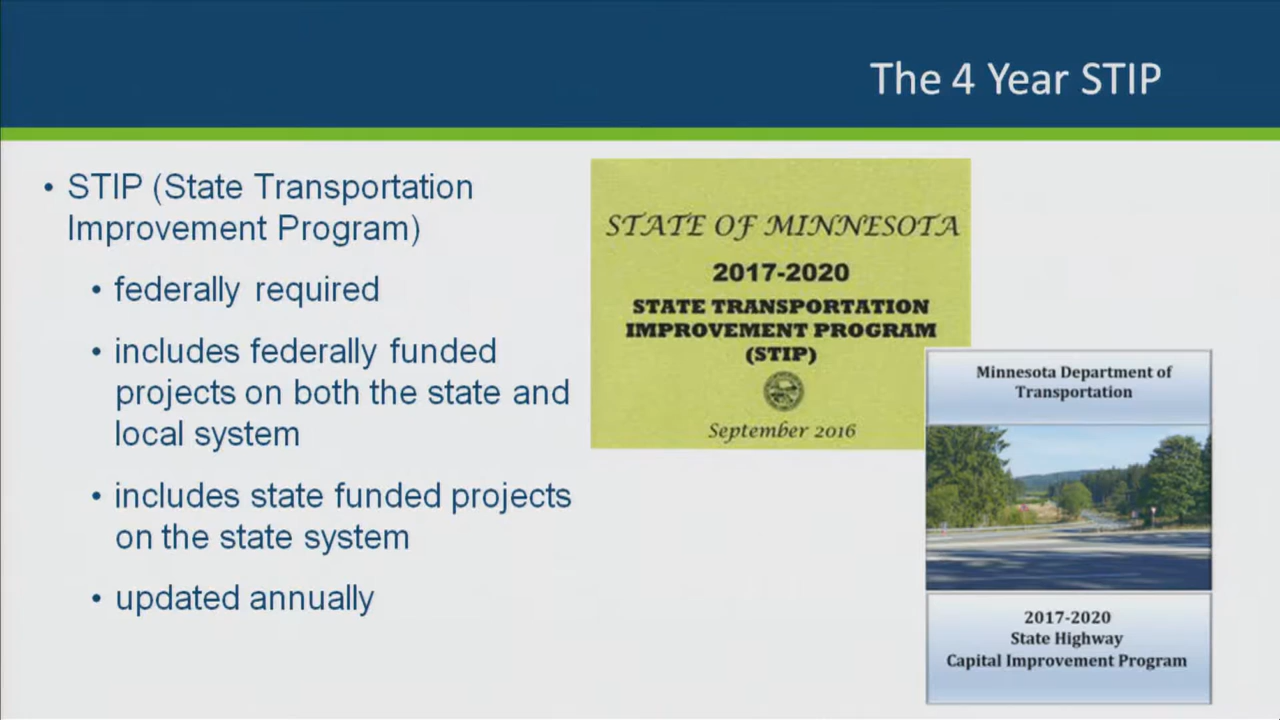 The 4 Year STIP
• STIP (State Transportation
Improvement Program)
• federally required
• includes federally funded
projects on both the state and
local system
• includes state funded projects
on the state system
• updated annually
STATE OF MINNESOTA
2017-2020
STATE TRANSPORTATION
IMPROVEMENT PROGRAM
(STIP)
September 2016
Minnesota Department of
Transportation
2017-2020
State Highway
Capital Improvement Program